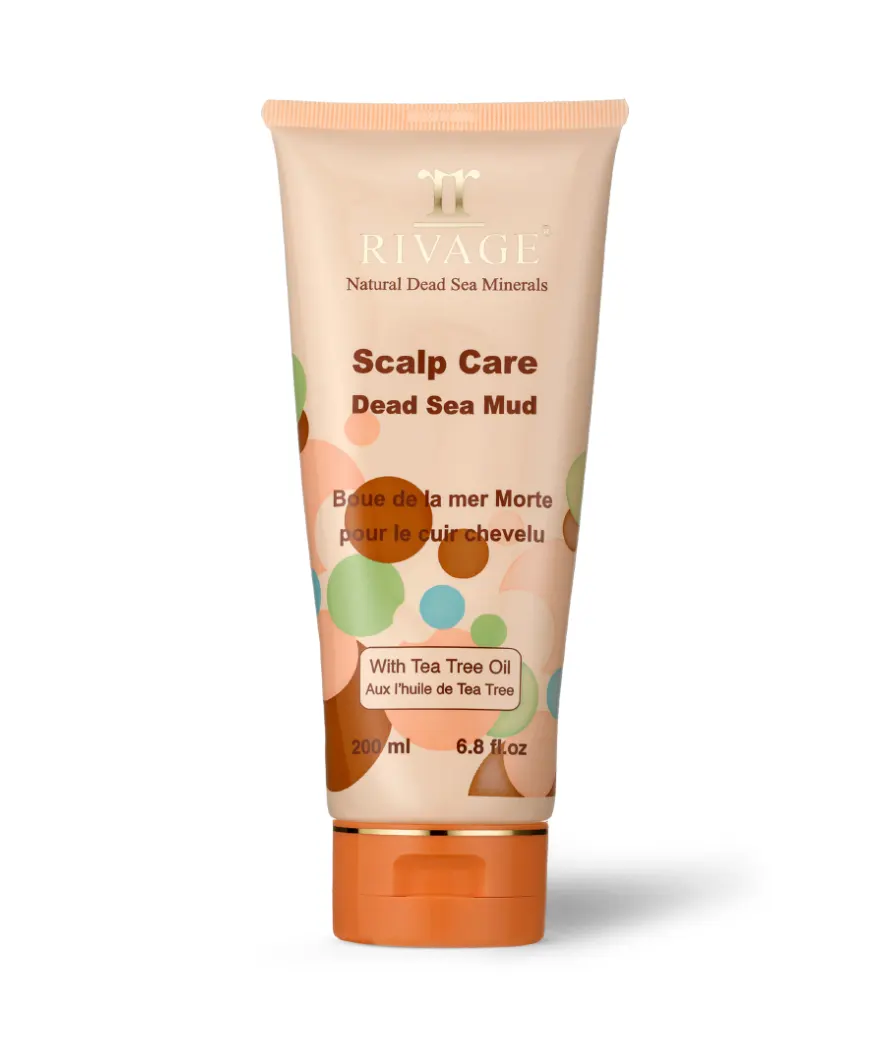 RIVAGE
Natural Dead Sea Minerals
Scalp Care
Dead Sea Mud
Boue de la mer Morte
pour le cuir chevelu
With Tea Tree Oil
Aux l'huile de Tea Tree
200 ml 6.8 fl.oz